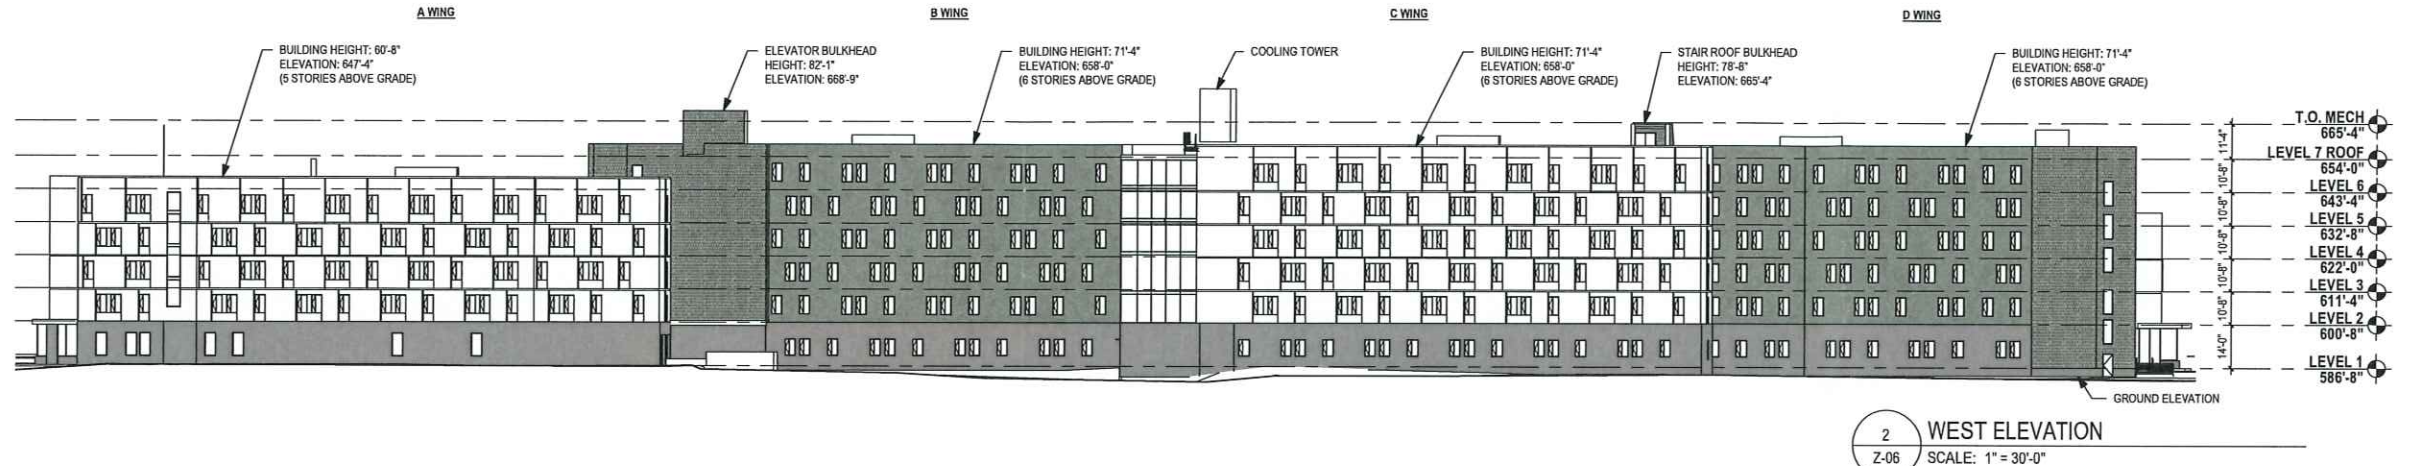 A WING
B WING
C WING
D WING
BUILDING HEIGHT: 60'-8"
ELEVATION: 647'-4"
(5 STORIES ABOVE GRADE)
ELEVATOR BULKHEAD
HEIGHT: 82'-1"
ELEVATION: 668'-9"
BUILDING HEIGHT: 71'-4"
ELEVATION: 658'-0"
(6 STORIES ABOVE GRADE)
COOLING TOWER
BUILDING HEIGHT: 71'-4"
ELEVATION: 658'-0"
(6 STORIES ABOVE GRADE)
STAIR ROOF BULKHEAD
HEIGHT: 78'-8"
ELEVATION: 665'-4"
BUILDING HEIGHT: 71'-4"
ELEVATION: 658'-0"
(6 STORIES ABOVE GRADE)
T.O. MECH
665'-4"
11'-4"
LEVEL 7 ROOF
654'-0"
10'-8"
LEVEL 6
643'-4"
10'-8"
LEVEL 5
632'-8"
10'-8"
LEVEL 4
622'-0"
10'-8"
LEVEL 3
611'-4"
10'-8"
LEVEL 2
600'-8"
14'-0"
LEVEL 1
586'-8"
GROUND ELEVATION
2
Z-06
WEST ELEVATION
SCALE: 1" = 30'-0"